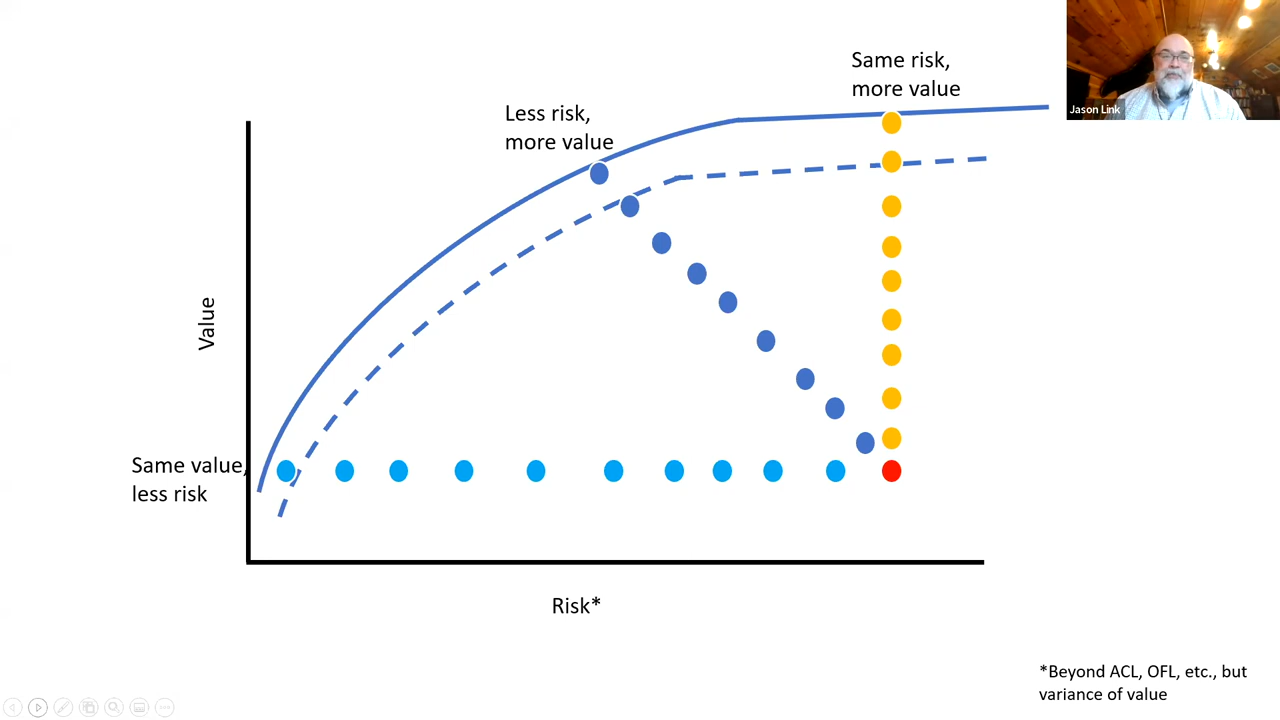 Same risk,
more value
Jason Link
Less risk,
more value
Value
Same value,
less risk
Risk*
*Beyond ACL, OFL, etc., but
variance of value